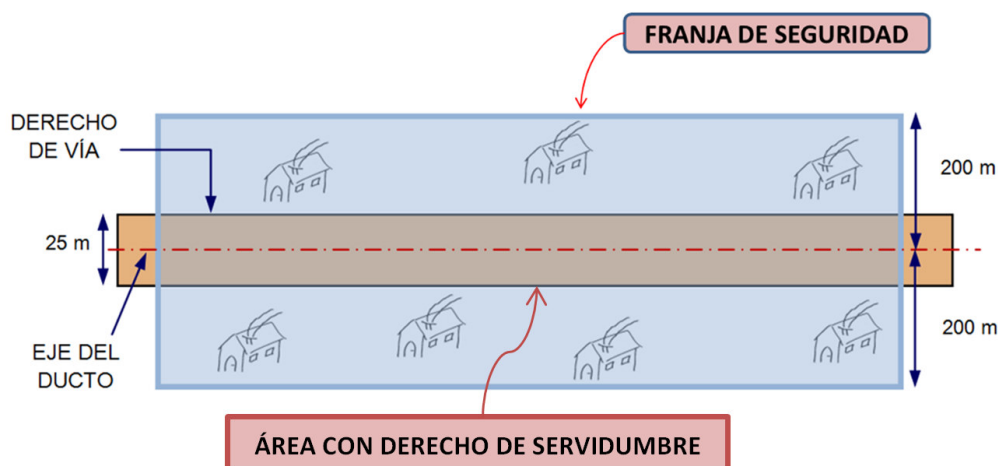 FRANJA DE SEGURIDAD
DERECHO
DE VÍA
200 m
25 m
200 m
EJE DEL
DUCTO
ÁREA CON DERECHO DE SERVIDUMBRE